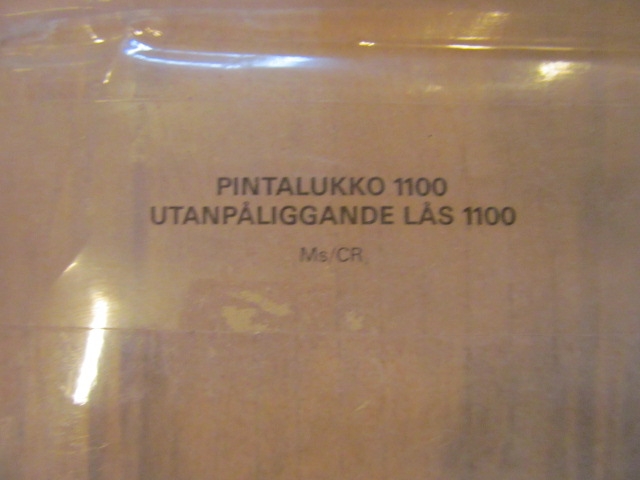 PINTALUKKO 1100
UTANPÅLIGGANDE LÅS 1100
Ms/CR